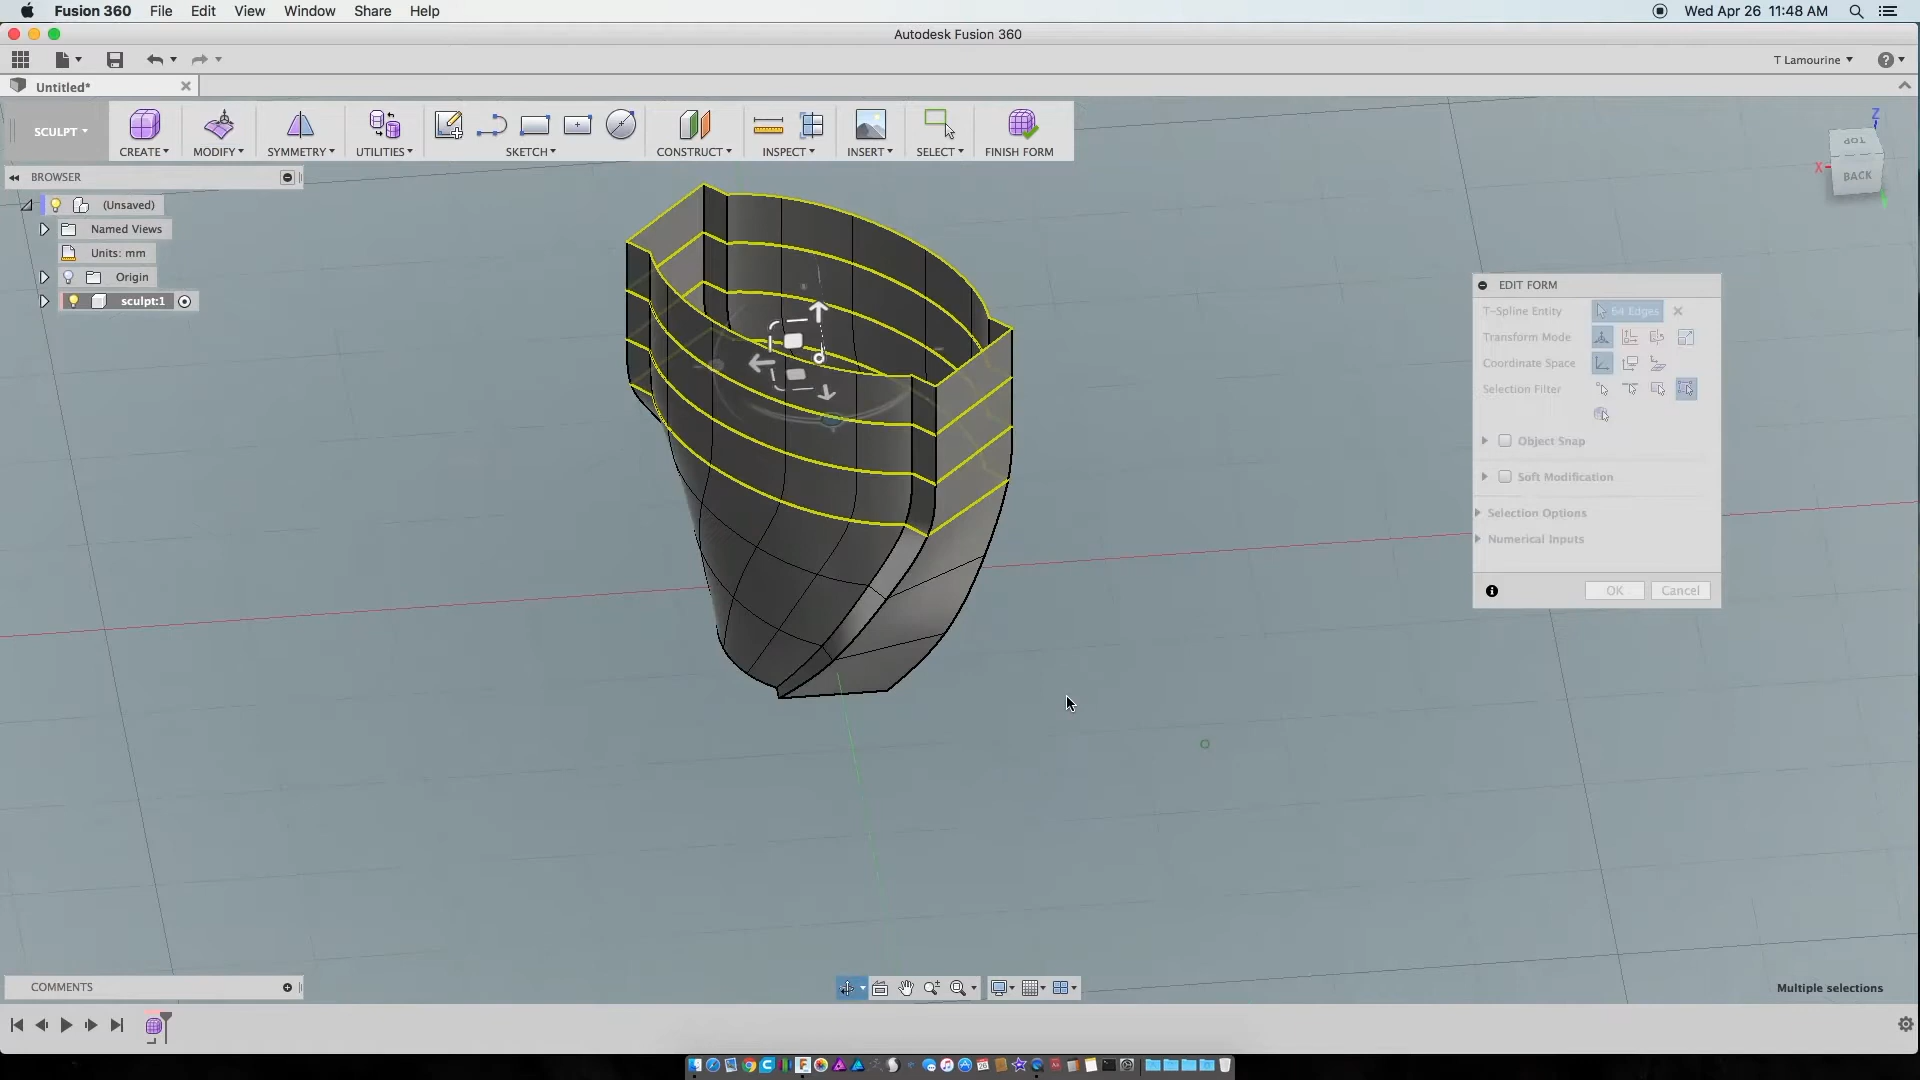 Fusion 360 File Edit View Window Share Help Wed Apr 26 11:48 AM
Autodesk Fusion 360
T Lamourine
Untitled*
SCULPT
CREATE MODIFY SYMMETRY UTILITIES SKETCH CONSTRUCT INSPECT INSERT SELECT FINISH FORM
Z
TOP
X
BACK
BROWSER
(Unsaved)
Named Views
Units: mm
Origin
sculpt:1
EDIT FORM
T-Spline Entity 64 Edges
Transform Mode
Coordinate Space
Selection Filter
Object Snap
Soft Modification
Selection Options
Numerical Inputs
OK Cancel
COMMENTS
Multiple selections